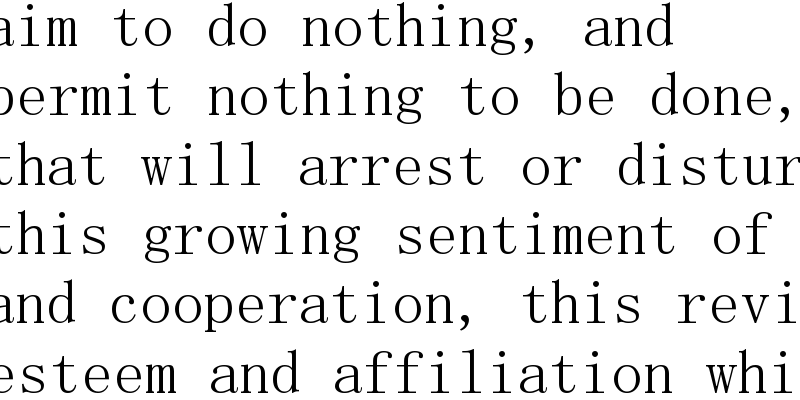 aim to do nothing, and
permit nothing to be done,
that will arrest or distur
this growing sentiment of
and cooperation, this revi
esteem and affiliation whi